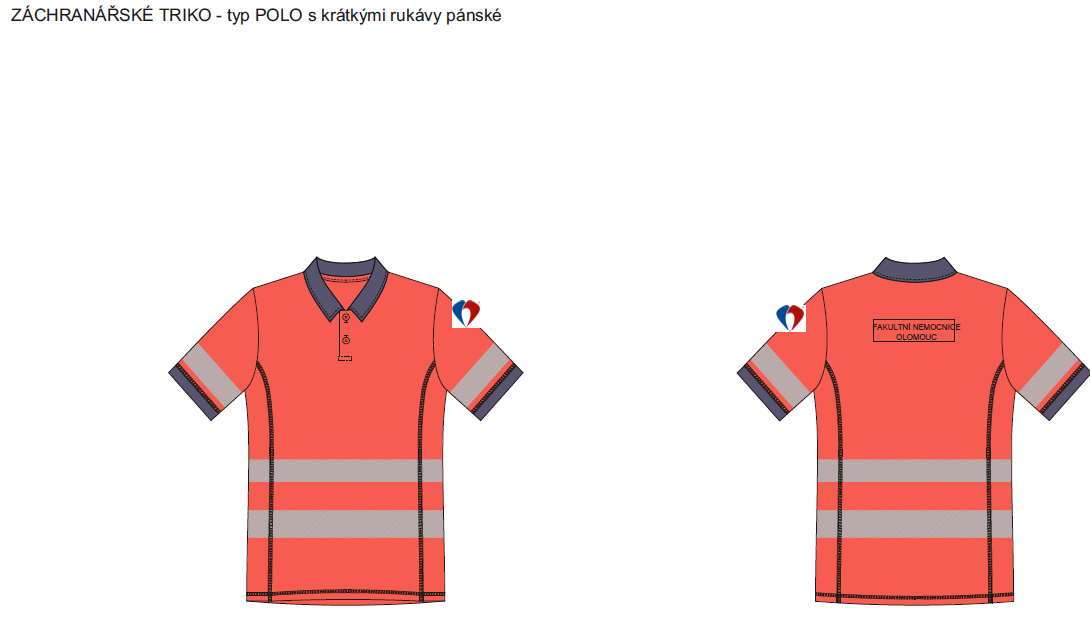 ZÁCHRANÁŘSKÉ TRIKO - typ POLO s krátkými rukávy pánské
FAKULTNÍ NEMOCNICE
OLOMOUC